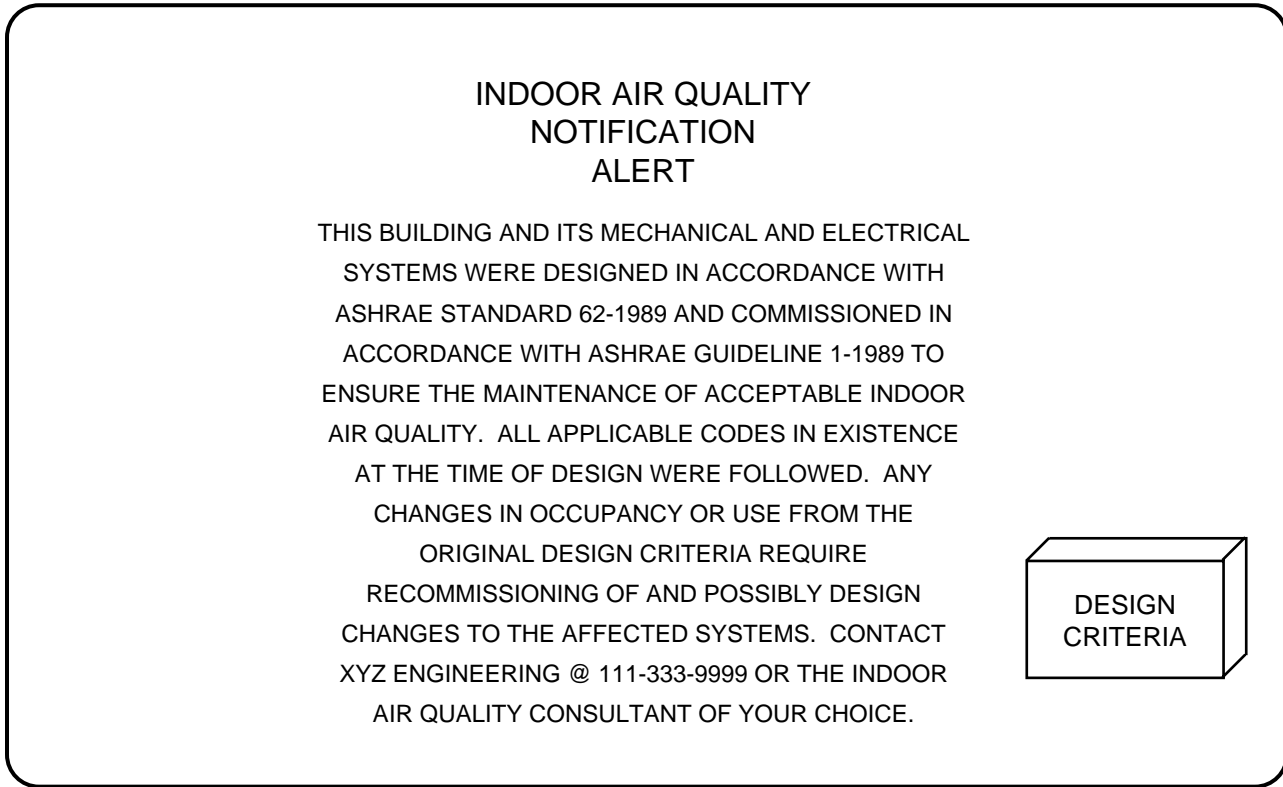 INDOOR AIR QUALITY
NOTIFICATION
ALERT
THIS BUILDING AND ITS MECHANICAL AND ELECTRICAL
SYSTEMS WERE DESIGNED IN ACCORDANCE WITH
ASHRAE STANDARD 62-1989 AND COMMISSIONED IN
ACCORDANCE WITH ASHRAE GUIDELINE 1-1989 TO
ENSURE THE MAINTENANCE OF ACCEPTABLE INDOOR
AIR QUALITY.  ALL APPLICABLE CODES IN EXISTENCE
AT THE TIME OF DESIGN WERE FOLLOWED.  ANY
CHANGES IN OCCUPANCY OR USE FROM THE
ORIGINAL DESIGN CRITERIA REQUIRE
RECOMMISSIONING OF AND POSSIBLY DESIGN
CHANGES TO THE AFFECTED SYSTEMS.  CONTACT
XYZ ENGINEERING @ 111-333-9999 OR THE INDOOR
AIR QUALITY CONSULTANT OF YOUR CHOICE.
DESIGN
CRITERIA